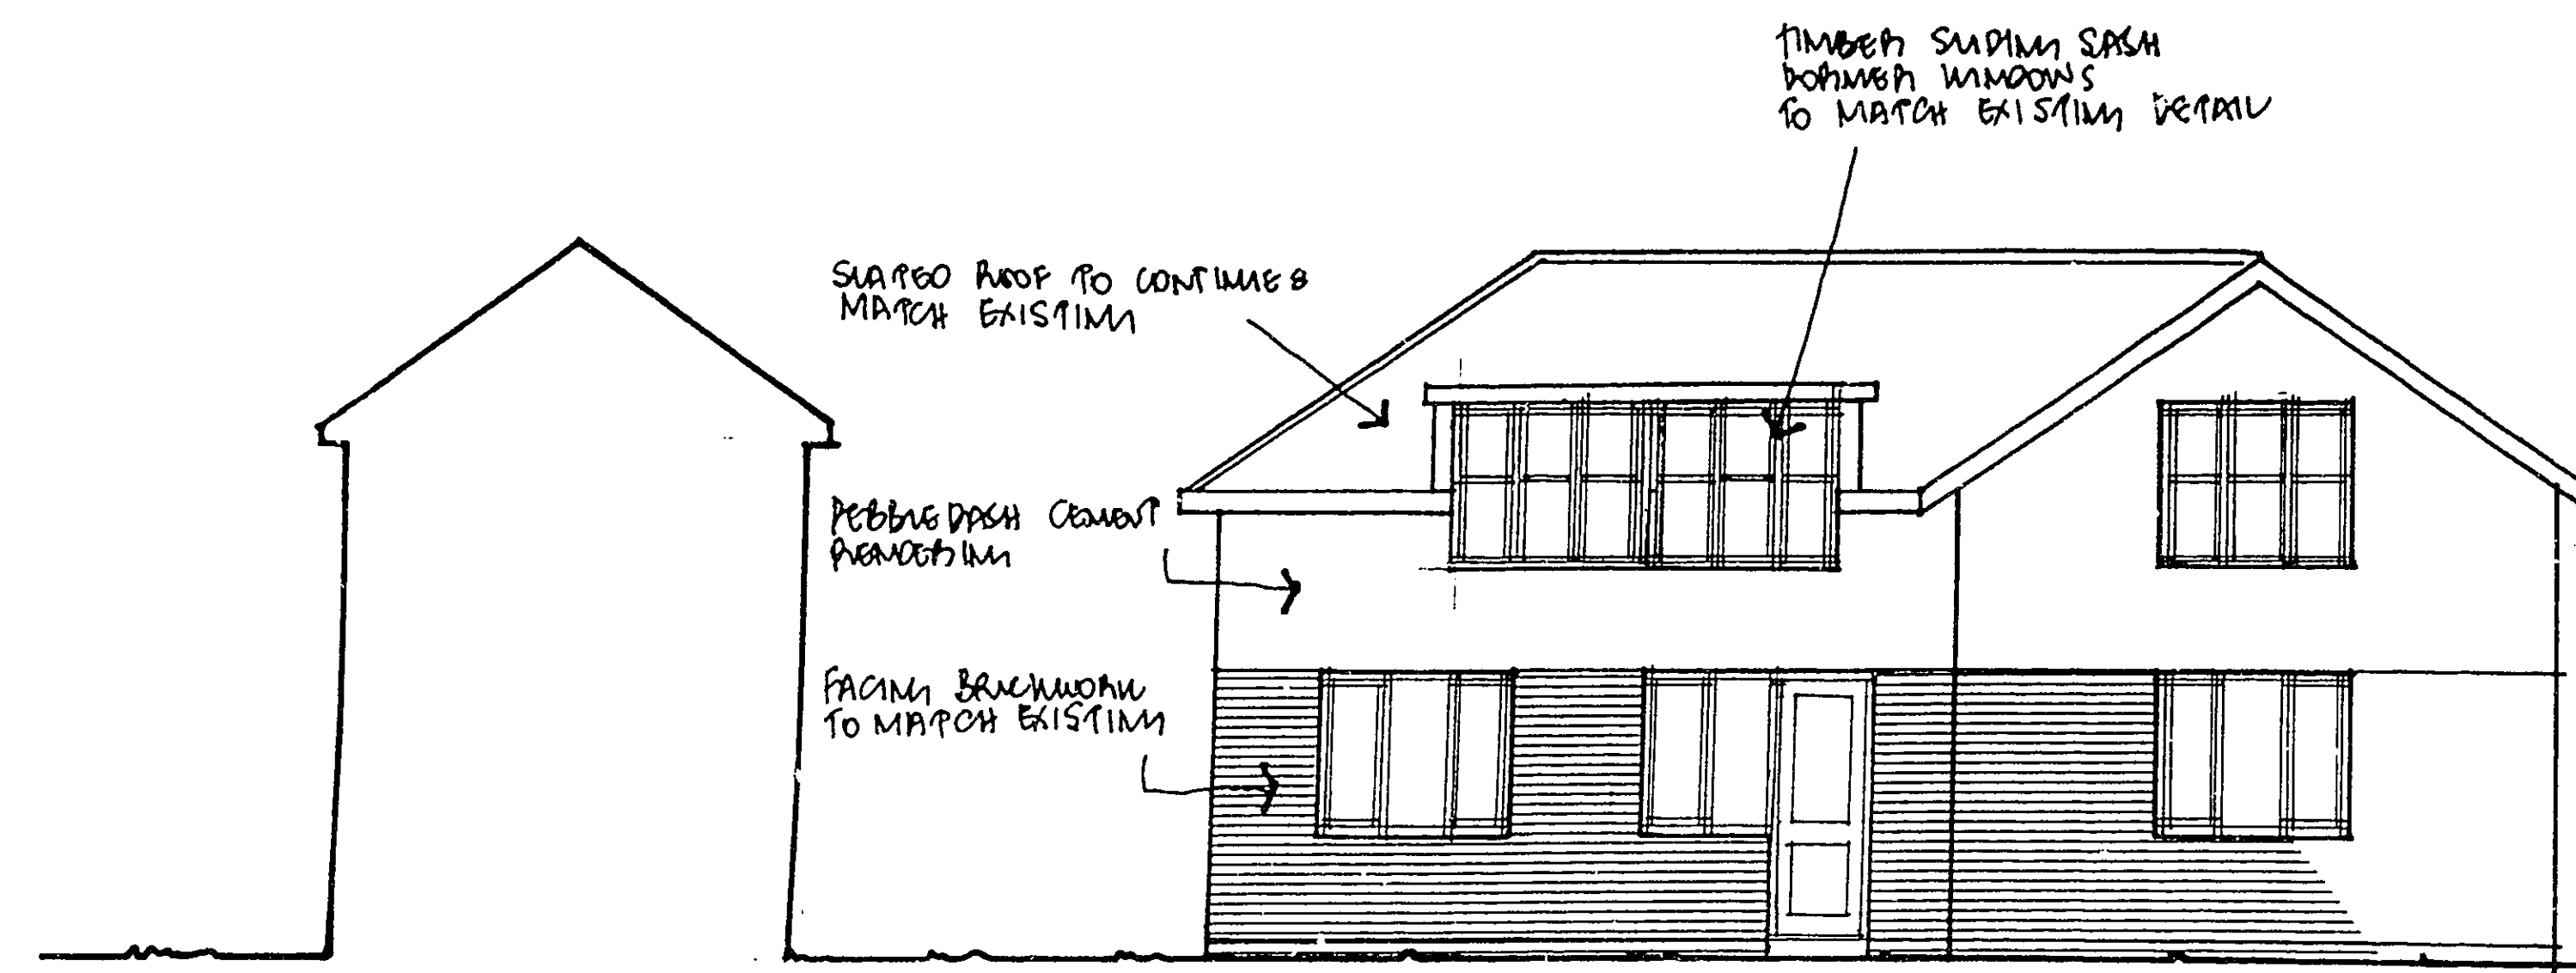 TIMBER SLIDING SASH
DORMER WINDOWS
TO MATCH EXISTING DETAIL
SLATED ROOF TO CONTINUE &
MATCH EXISTING
PEBBLEDASH CEMENT
RENDERING
FACING BRICKWORK
TO MATCH EXISTING